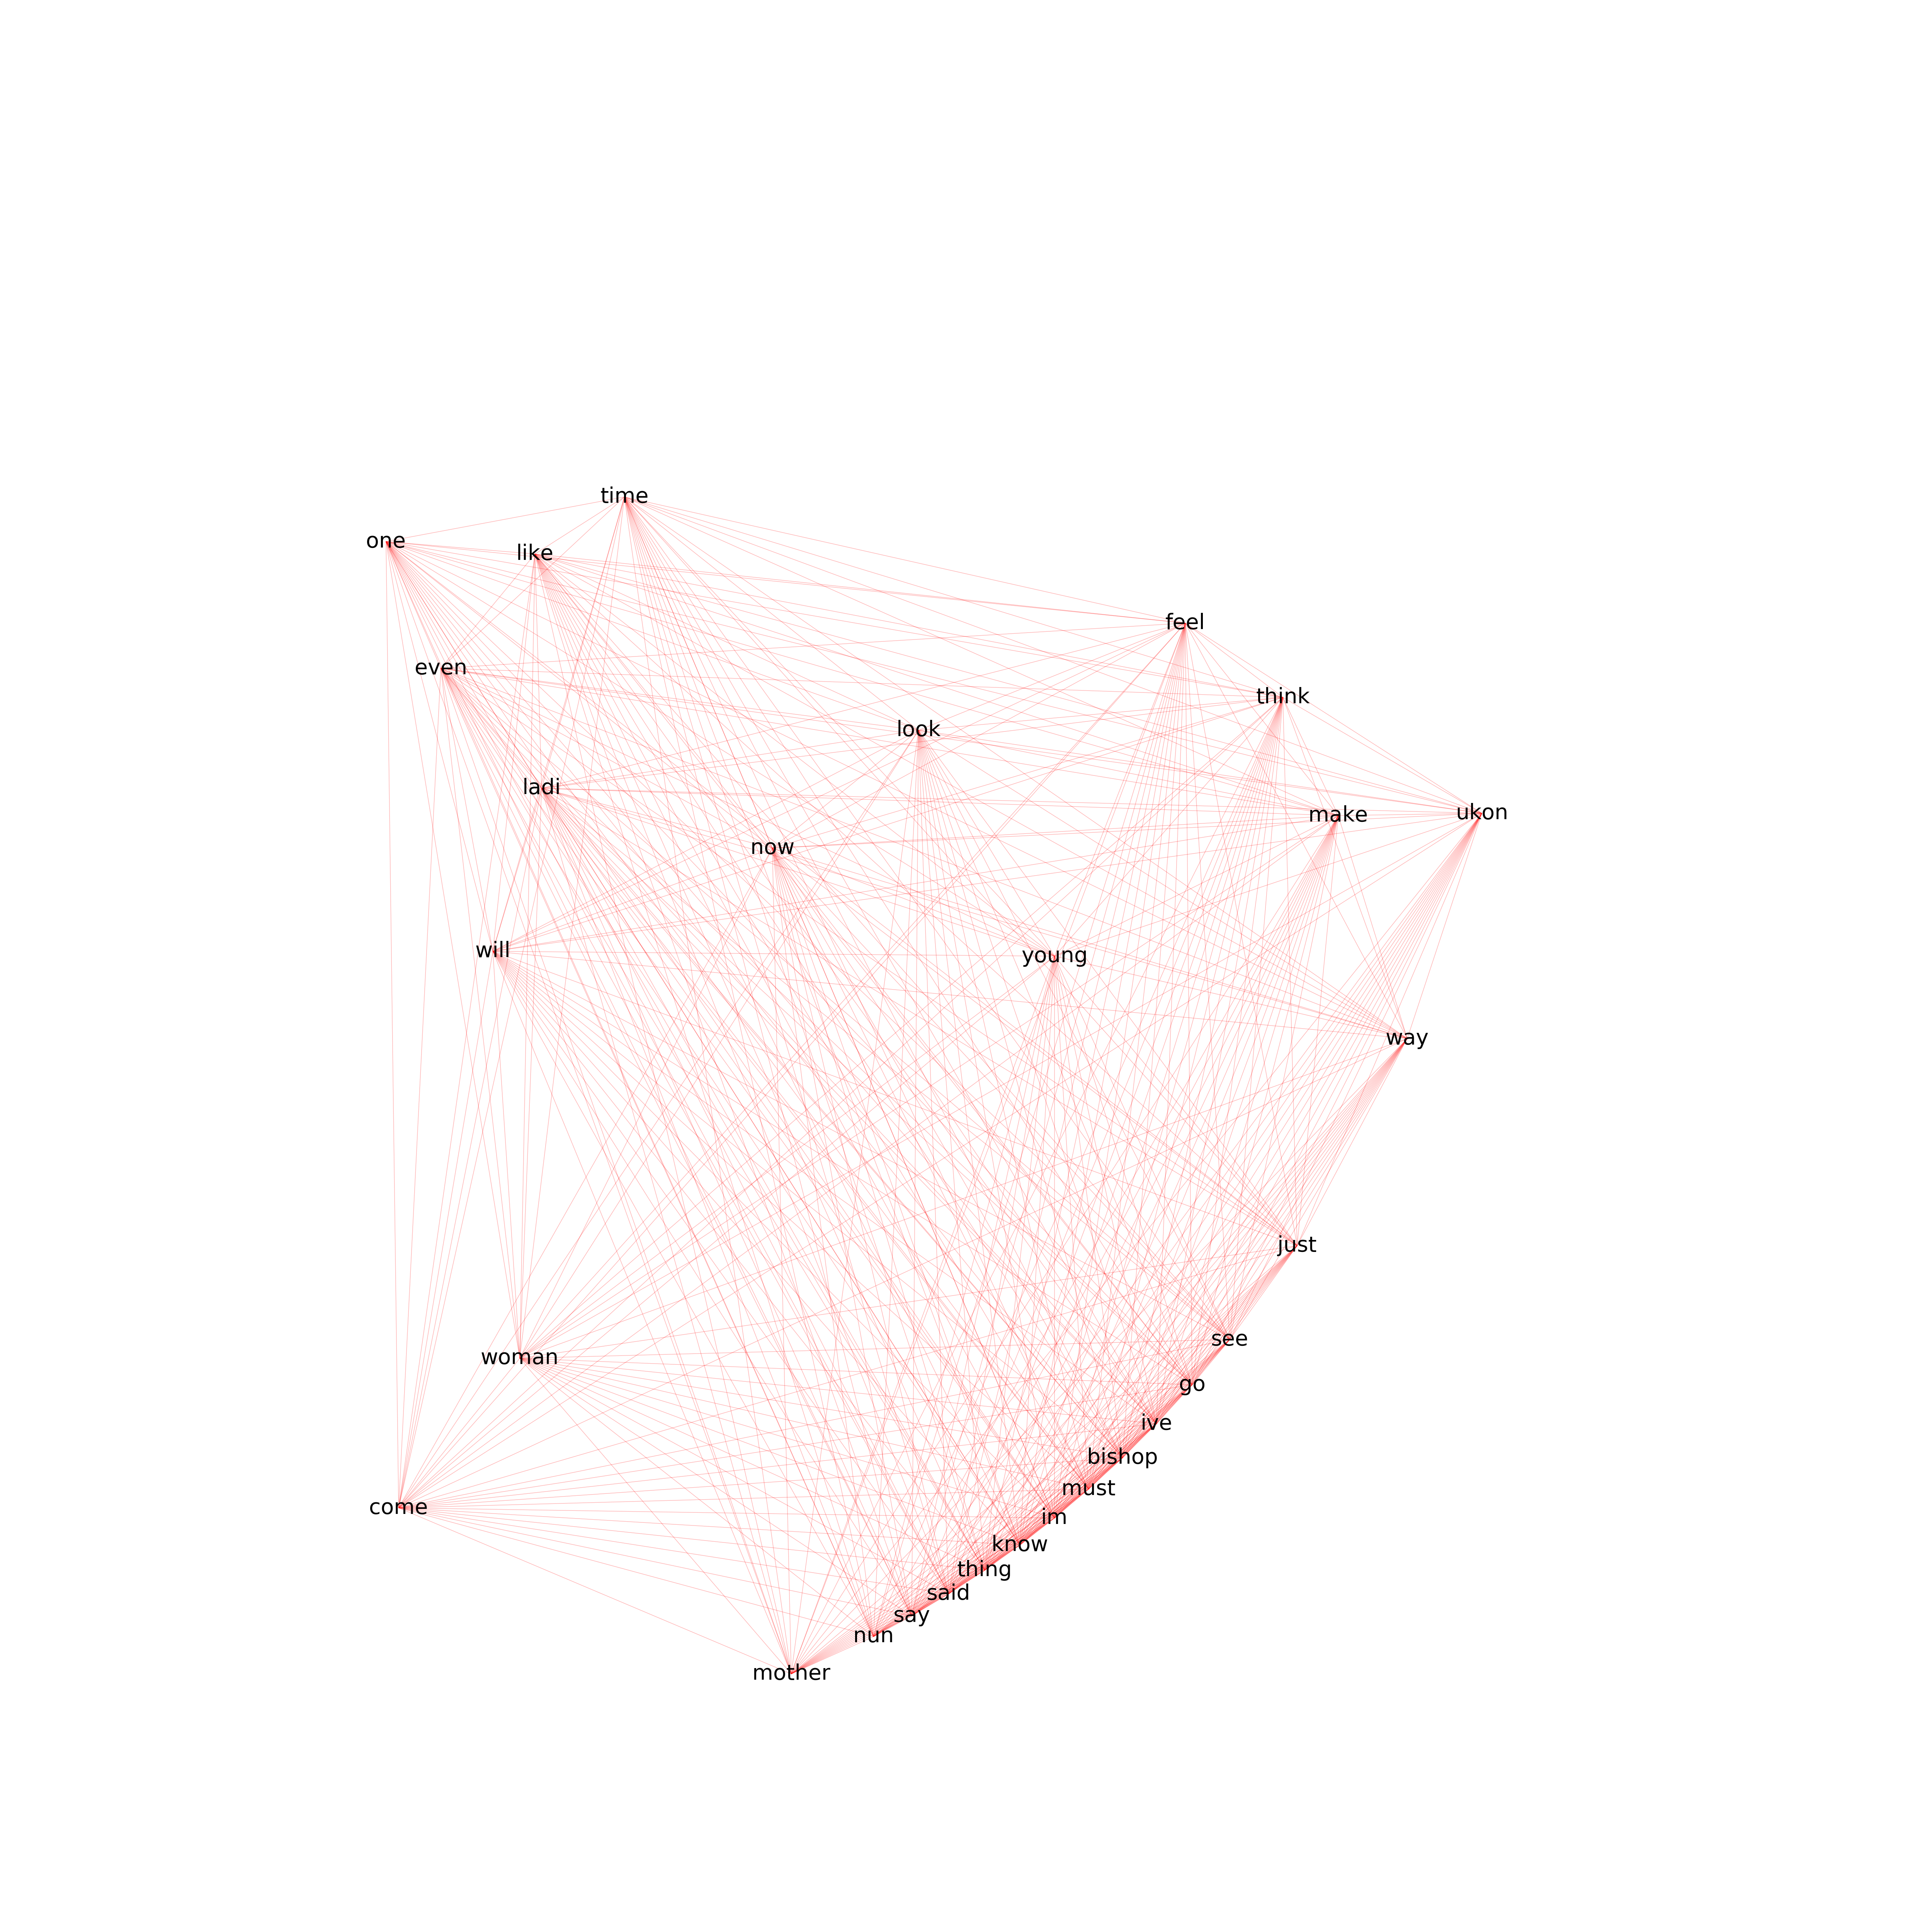 time
one
like
feel
even
think
look
ladi
make
ukon
now
will
young
way
just
see
woman
go
ive
bishop
must
come
im
know
thing
said
say
nun
mother